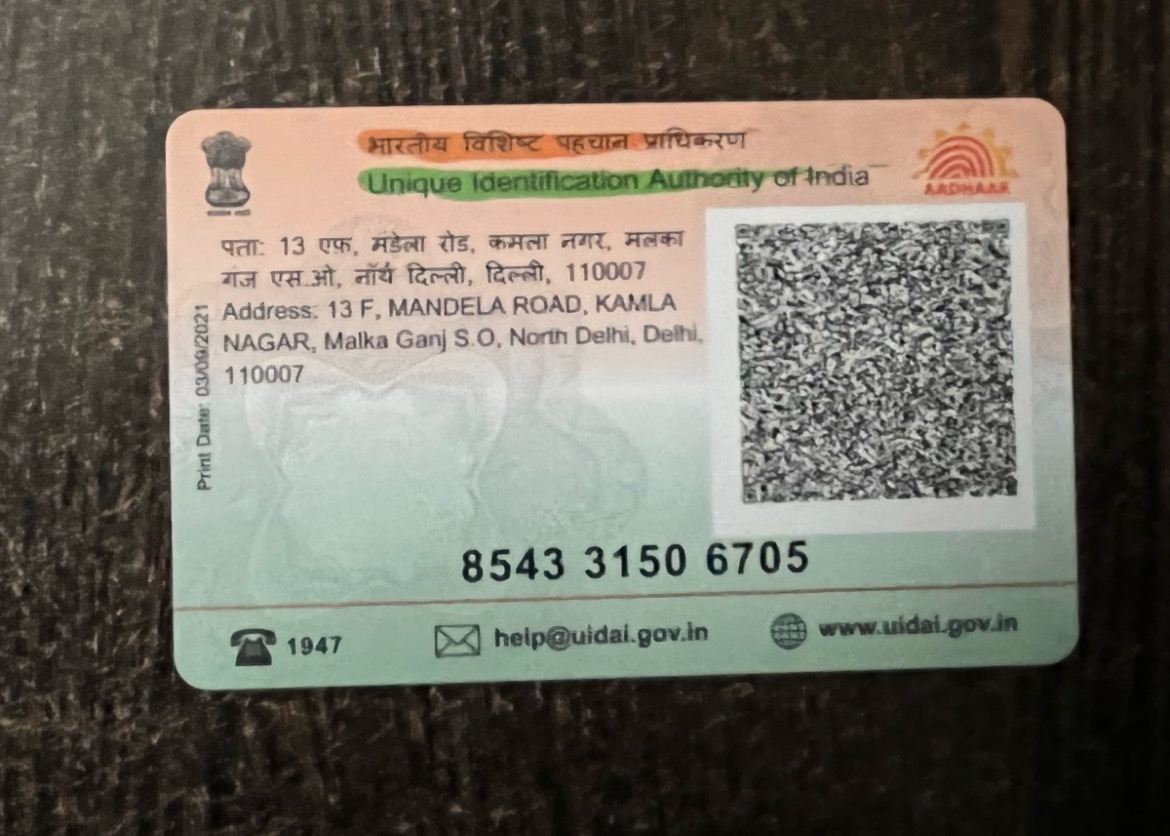 भारतीय विशिष्ट पहचान प्राधिकरण
Unique Identification Authority of India
AADHAAR
पता: 13 एफ़, मंडेला रोड, कमला नगर, मलका
गंज एस.ओ, नॉर्थ दिल्ली, दिल्ली, 110007
Address: 13 F, MANDELA ROAD, KAMLA
NAGAR, Malka Ganj S.O, North Delhi, Delhi,
110007
Print Date: 03/09/2021
8543 3150 6705
1947
help@uidai.gov.in
www.uidai.gov.in